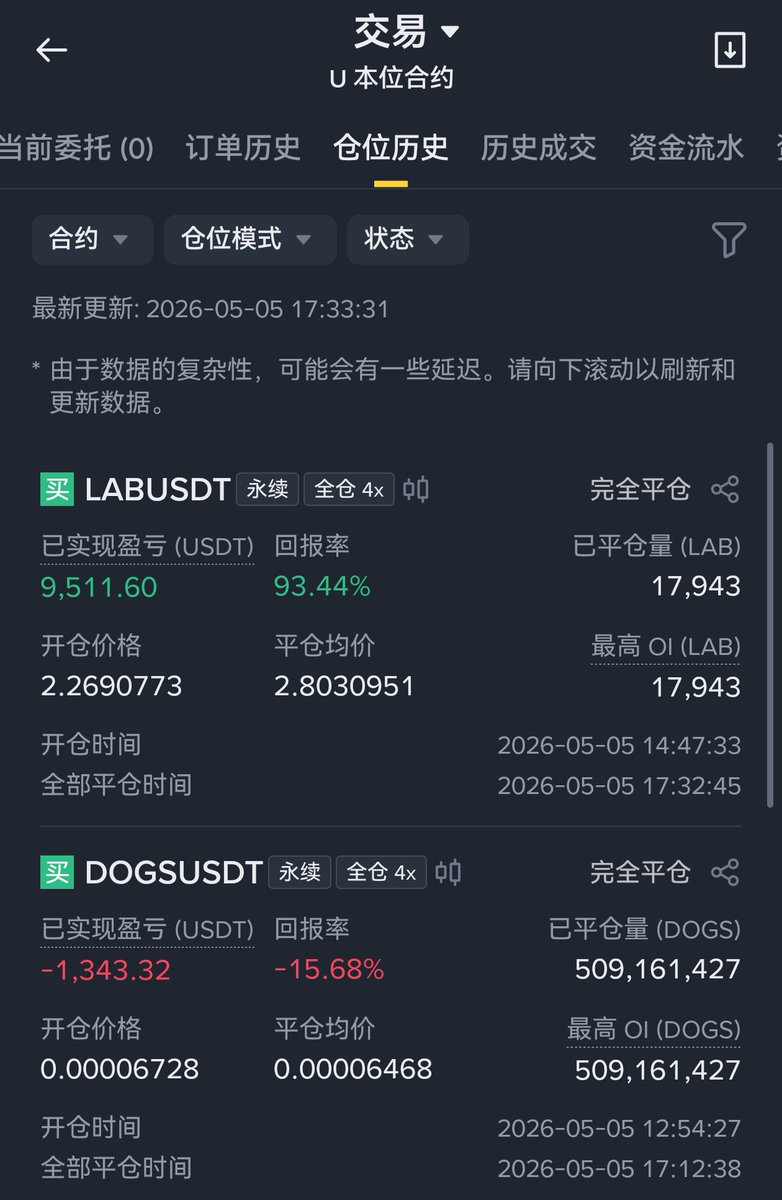 交易
U 本位合约
当前委托 (0) 订单历史 仓位历史 历史成交 资金流水
合约 仓位模式 状态
最新更新: 2026-05-05 17:33:31
* 由于数据的复杂性，可能会有一些延迟。请向下滚动以刷新和
更新数据。
买 LABUSDT 永续 全仓 4x 完全平仓
已实现盈亏 (USDT) 回报率 已平仓量 (LAB)
9,511.60 93.44% 17,943
开仓价格 平仓均价 最高 OI (LAB)
2.2690773 2.8030951 17,943
开仓时间 2026-05-05 14:47:33
全部平仓时间 2026-05-05 17:32:45
买 DOGSUSDT 永续 全仓 4x 完全平仓
已实现盈亏 (USDT) 回报率 已平仓量 (DOGS)
-1,343.32 -15.68% 509,161,427
开仓价格 平仓均价 最高 OI (DOGS)
0.00006728 0.00006468 509,161,427
开仓时间 2026-05-05 12:54:27
全部平仓时间 2026-05-05 17:12:38